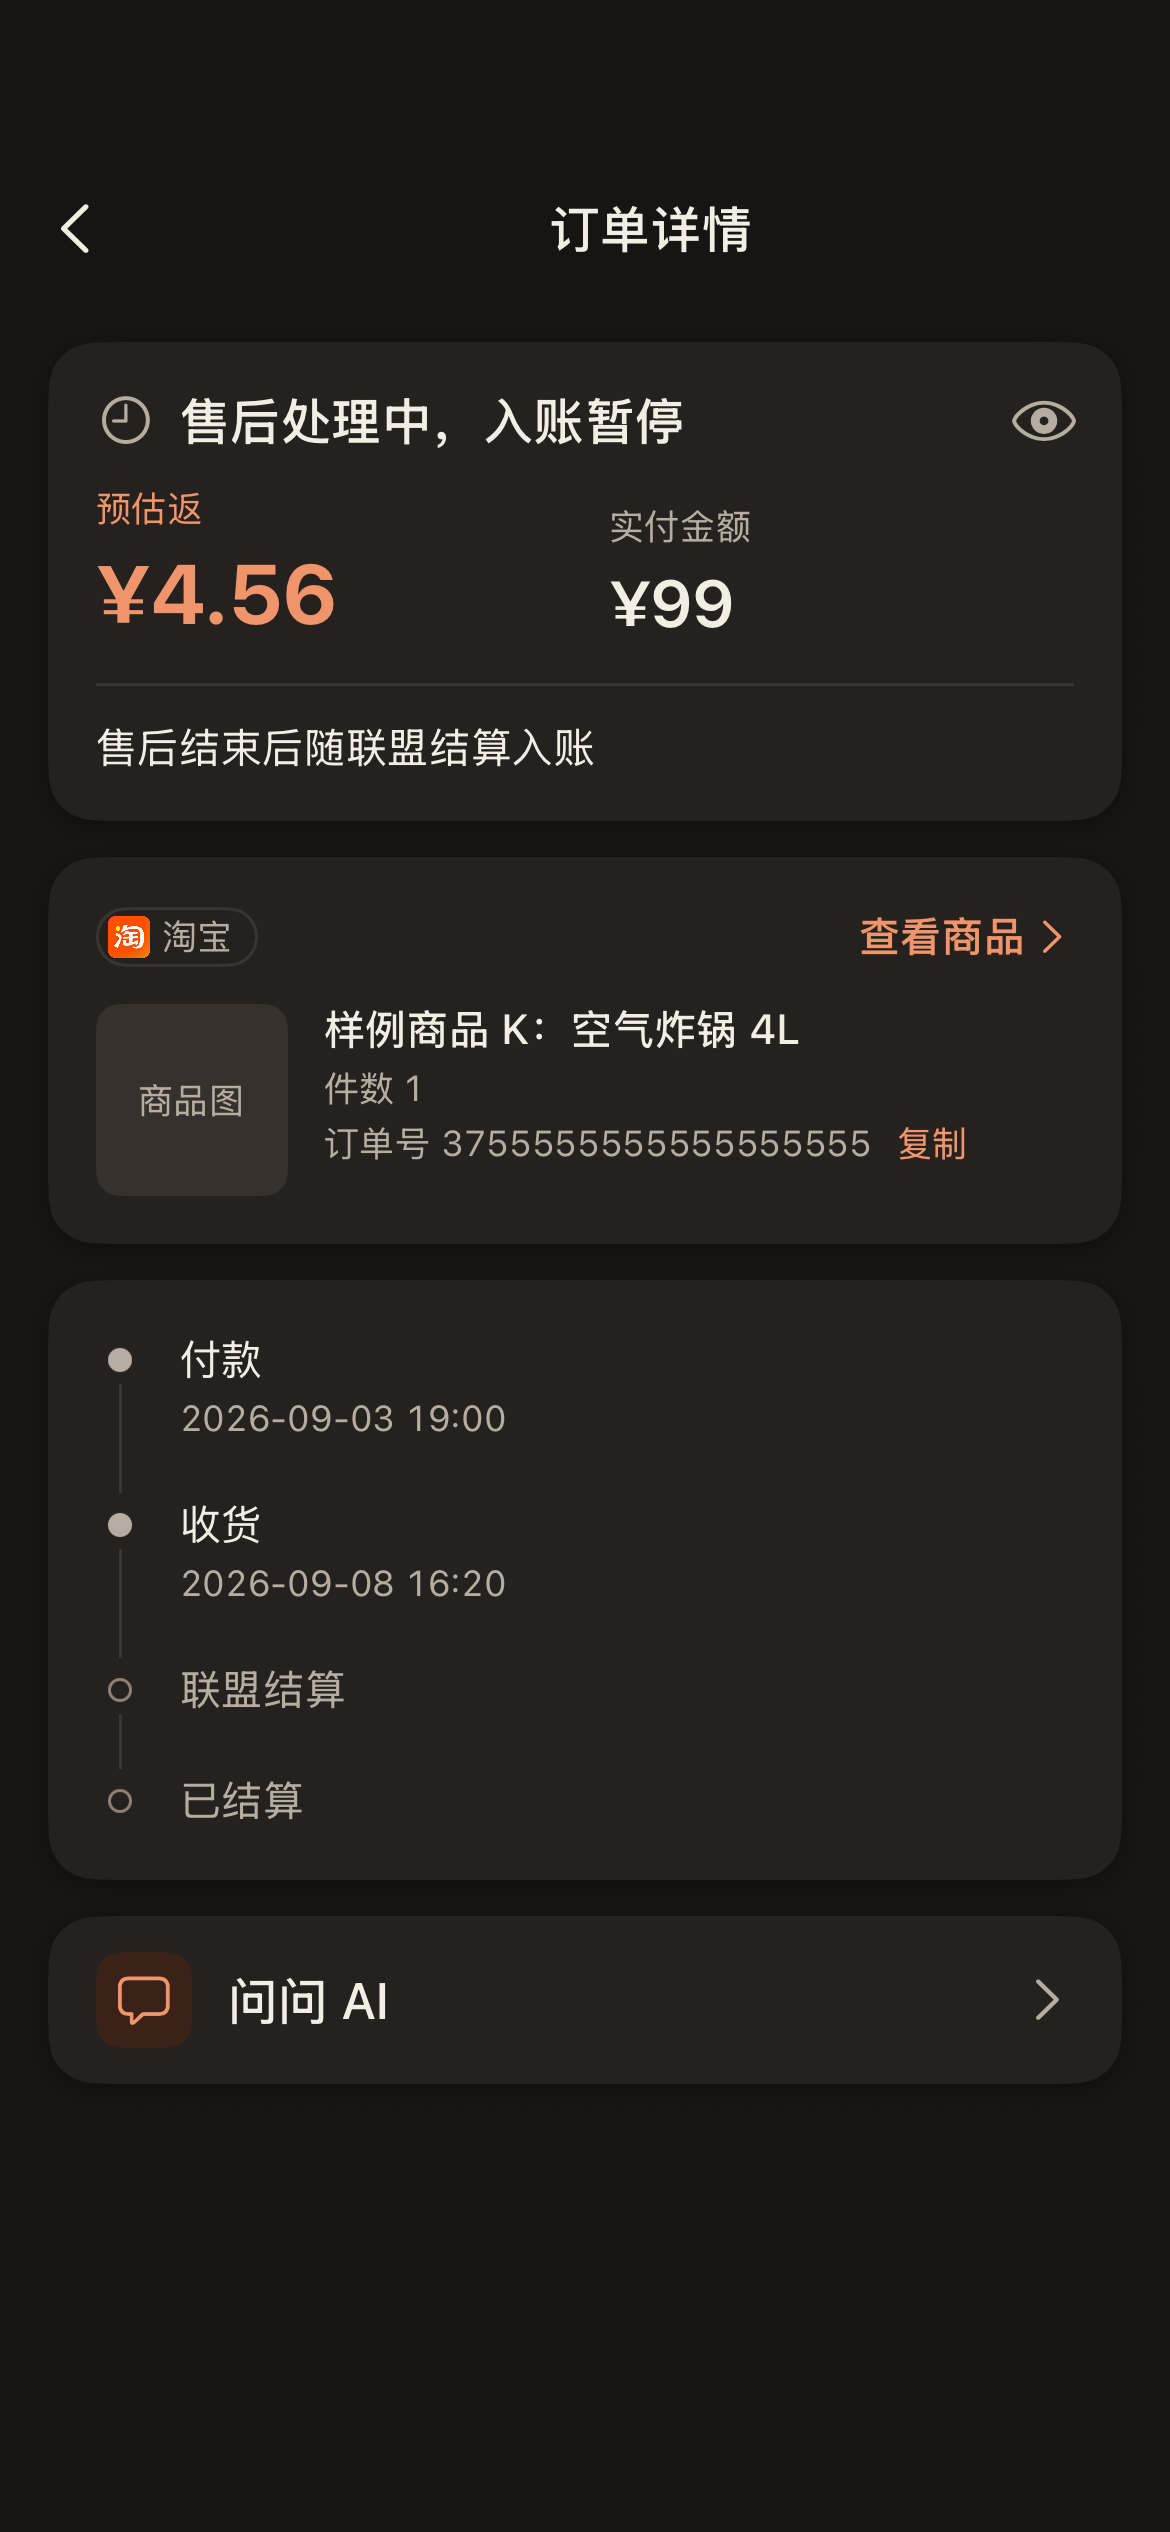 订单详情
售后处理中，入账暂停
预估返
实付金额
¥4.56
¥99
售后结束后随联盟结算入账
淘 淘宝
查看商品
商品图
样例商品 K：空气炸锅 4L
件数 1
订单号 3755555555555555555 复制
付款
2026-09-03 19:00
收货
2026-09-08 16:20
联盟结算
已结算
问问 AI